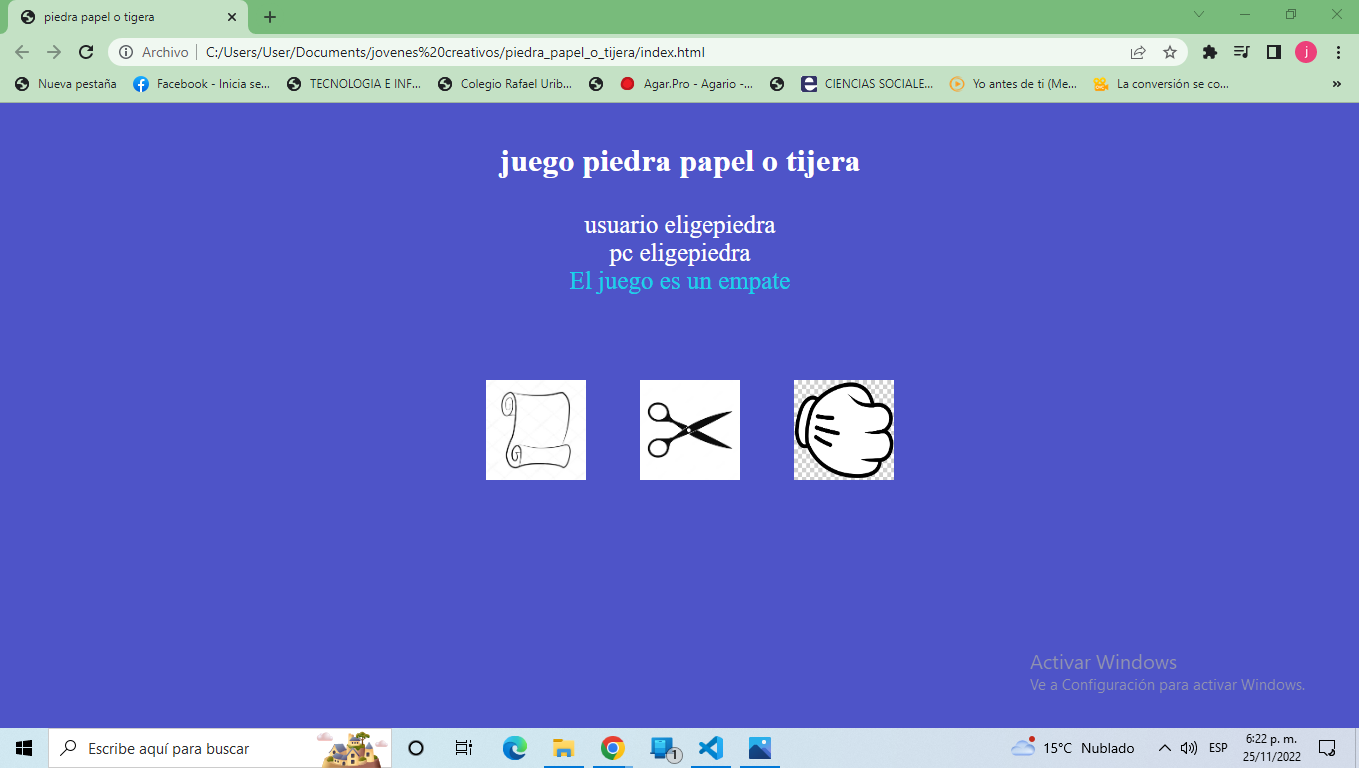 piedra papel o tigera
Archivo
C:/Users/User/Documents/jovenes%20creativos/piedra_papel_o_tijera/index.html
j
Nueva pestaña
Facebook - Inicia se...
TECNOLOGIA E INF...
Colegio Rafael Urib...
Agar.Pro - Agario -...
CIENCIAS SOCIALE...
Yo antes de ti (Me...
La conversión se co...
juego piedra papel o tijera
usuario eligepiedra
pc eligepiedra
El juego es un empate
Activar Windows
Ve a Configuración para activar Windows.
Escribe aquí para buscar
1
15°C Nublado
ESP
6:22 p. m.
25/11/2022